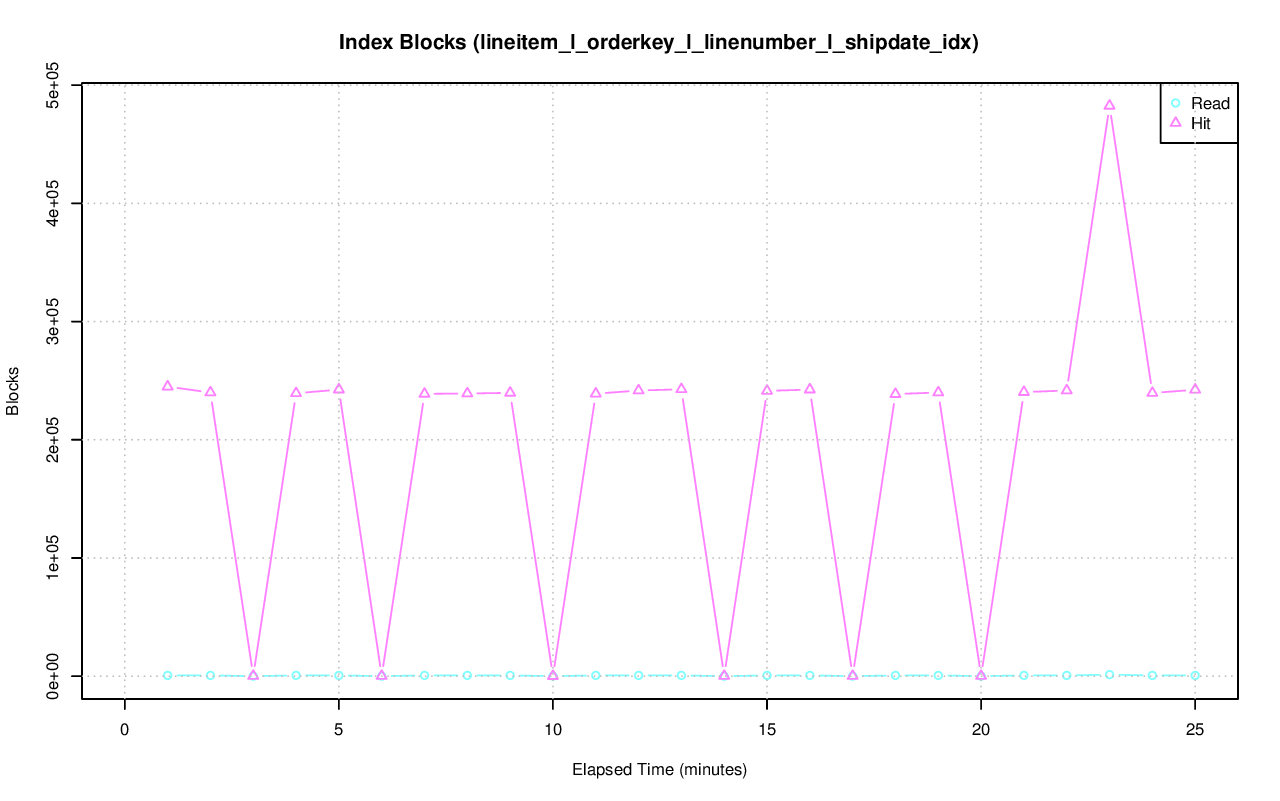 Index Blocks (lineitem_l_orderkey_l_linenumber_l_shipdate_idx)
Read
Hit
Blocks
5e+05
4e+05
3e+05
2e+05
1e+05
0e+00
0 5 10 15 20 25
Elapsed Time (minutes)